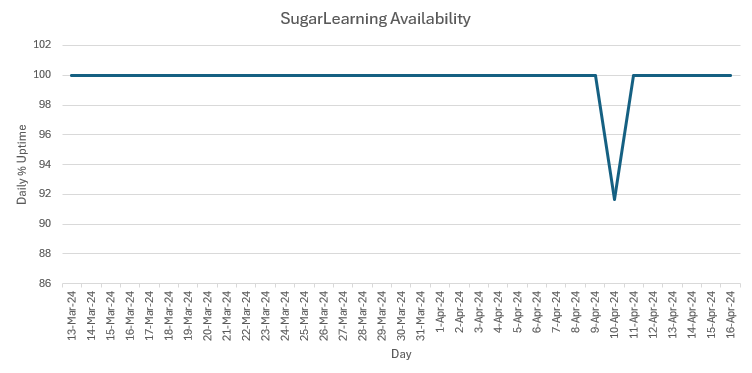 SugarLearning Availability
102
100
98
96
94
92
90
88
86
Daily % Uptime
13-Mar-24
14-Mar-24
15-Mar-24
16-Mar-24
17-Mar-24
18-Mar-24
19-Mar-24
20-Mar-24
21-Mar-24
22-Mar-24
23-Mar-24
24-Mar-24
25-Mar-24
26-Mar-24
27-Mar-24
28-Mar-24
29-Mar-24
30-Mar-24
31-Mar-24
1-Apr-24
2-Apr-24
3-Apr-24
4-Apr-24
5-Apr-24
6-Apr-24
7-Apr-24
8-Apr-24
9-Apr-24
10-Apr-24
11-Apr-24
12-Apr-24
13-Apr-24
14-Apr-24
15-Apr-24
16-Apr-24
Day